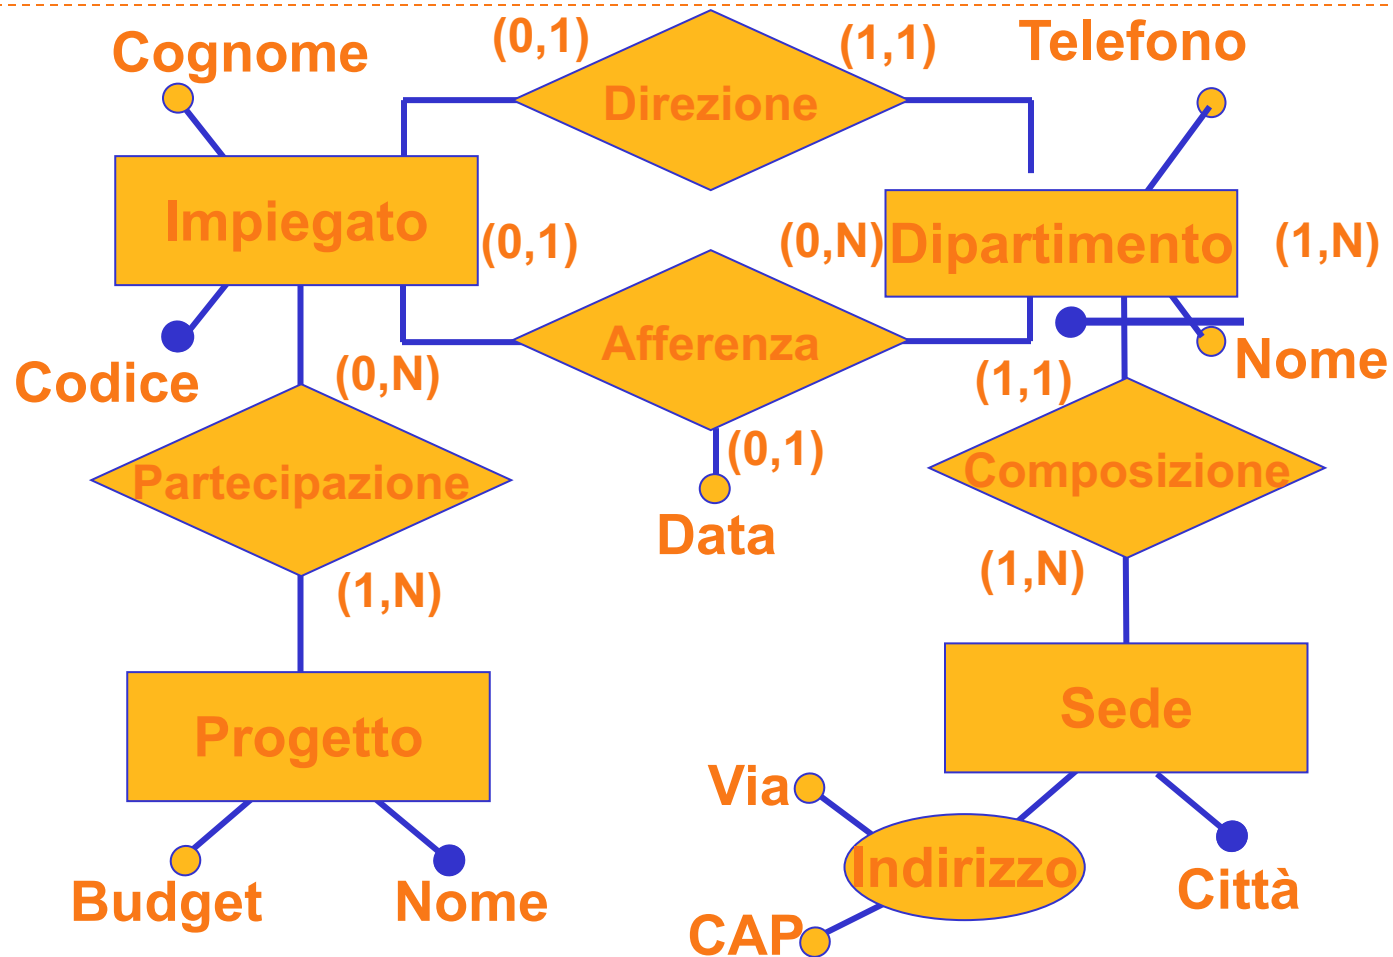 (0,1)
(1,1)
Telefono
Cognome
Direzione
Impiegato
(0,1)
(0,N)
Dipartimento
(1,N)
Afferenza
Codice
(0,N)
(1,1)
Nome
(0,1)
Partecipazione
Composizione
Data
(1,N)
(1,N)
Progetto
Sede
Via
Indirizzo
Budget
Nome
Città
CAP